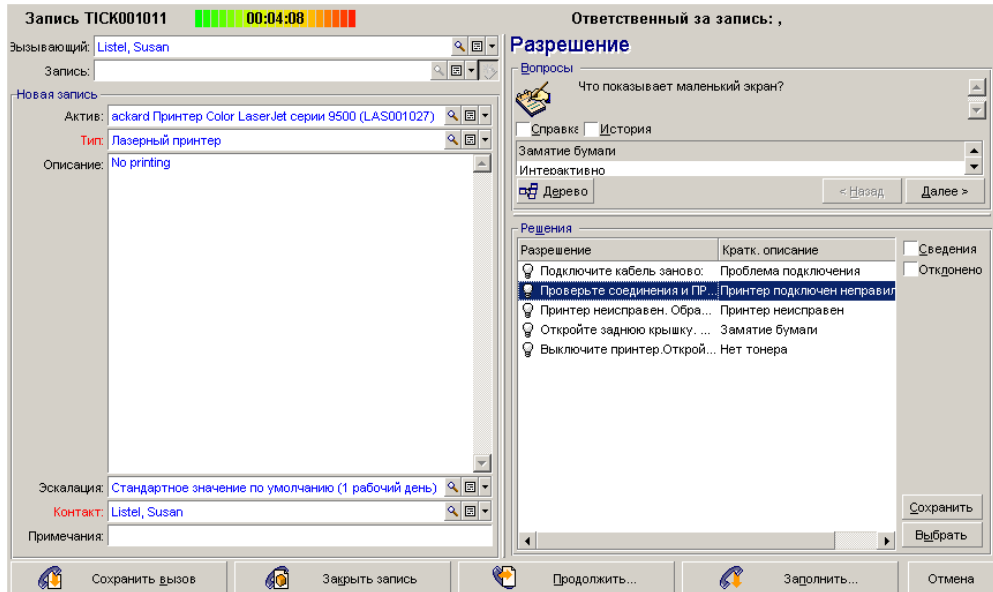 Запись TICK001011
00:04:08
Ответственный за запись: ,
Вызывающий: Listel, Susan
Запись:
Новая запись
Актив: ackard Принтер Color LaserJet серии 9500 (LAS001027)
Тип: Лазерный принтер
Описание: No printing
Эскалация: Стандартное значение по умолчанию (1 рабочий день)
Контакт: Listel, Susan
Примечания:
Разрешение
Вопросы
Что показывает маленький экран?
Справка История
Замятие бумаги
Интерактивно
Дерево < Назад Далее >
Решения
Разрешение Кратк. описание Сведения
Подключите кабель заново: Проблема подключения Отклонено
Проверьте соединения и ПР... Принтер подключен неправил
Принтер неисправен. Обра... Принтер неисправен
Откройте заднюю крышку. ... Замятие бумаги
Выключите принтер.Открой... Нет тонера
Сохранить
Выбрать
Сохранить вызов Закрыть запись Продолжить... Заполнить... Отмена